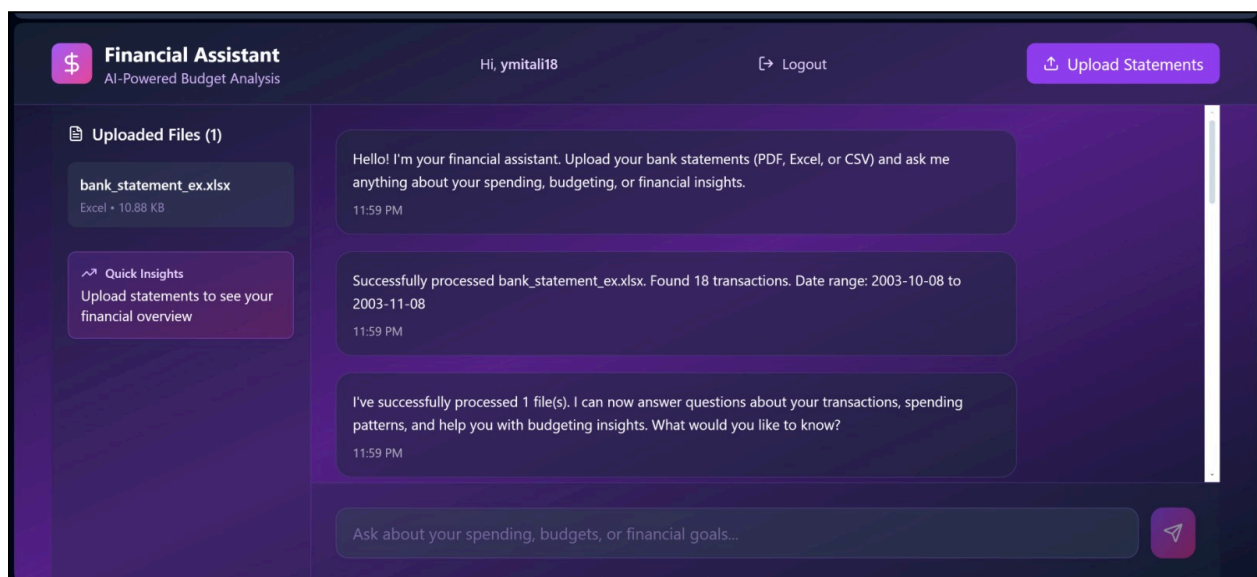 Financial Assistant
AI-Powered Budget Analysis
Hi, ymitali18
Logout
Upload Statements
Uploaded Files (1)
bank_statement_ex.xlsx
Excel • 10.88 KB
Quick Insights
Upload statements to see your
financial overview
Hello! I'm your financial assistant. Upload your bank statements (PDF, Excel, or CSV) and ask me
anything about your spending, budgeting, or financial insights.
11:59 PM
Successfully processed bank_statement_ex.xlsx. Found 18 transactions. Date range: 2003-10-08 to
2003-11-08
11:59 PM
I've successfully processed 1 file(s). I can now answer questions about your transactions, spending
patterns, and help you with budgeting insights. What would you like to know?
11:59 PM
Ask about your spending, budgets, or financial goals...